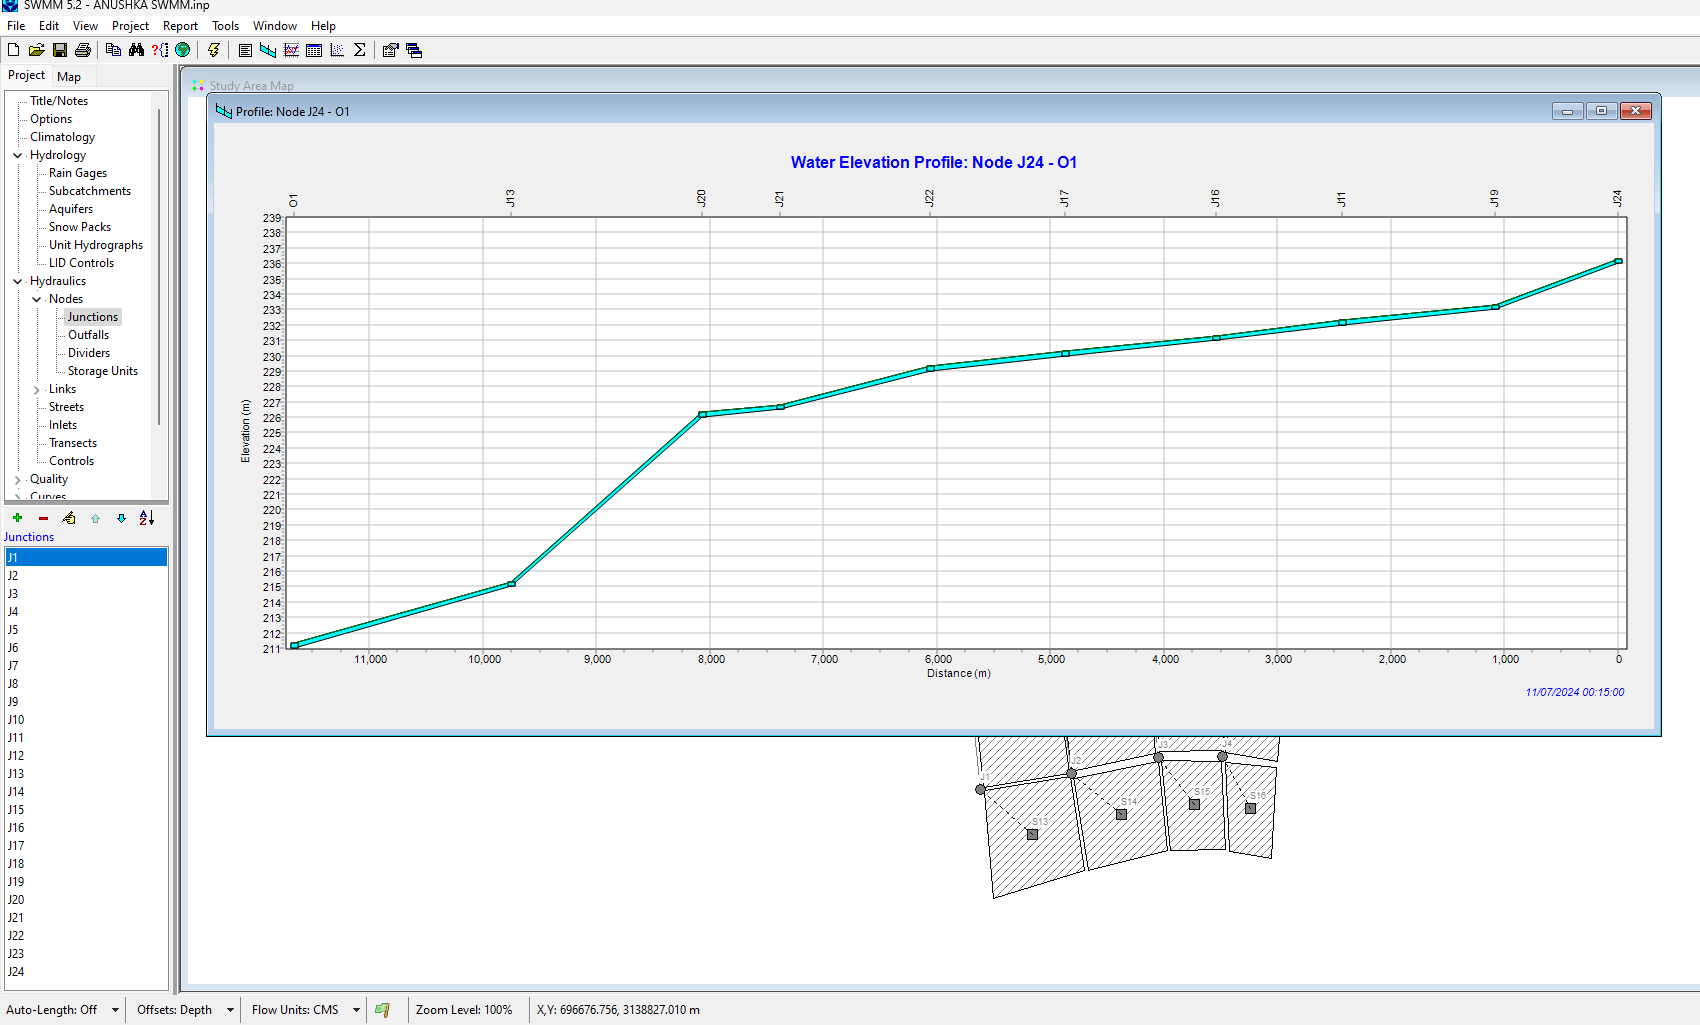 SWMM 5.2 - ANUSHKA SWMM.inp
File Edit View Project Report Tools Window Help
Project Map
Title/Notes
Options
Climatology
Hydrology
Rain Gages
Subcatchments
Aquifers
Snow Packs
Unit Hydrographs
LID Controls
Hydraulics
Nodes
Junctions
Outfalls
Dividers
Storage Units
Links
Streets
Inlets
Transects
Controls
Quality
Curves
Junctions
J1
J2
J3
J4
J5
J6
J7
J8
J9
J10
J11
J12
J13
J14
J15
J16
J17
J18
J19
J20
J21
J22
J23
J24
Study Area Map
Profile: Node J24 - O1
Water Elevation Profile: Node J24 - O1
O1 J13 J20 J21 J22 J17 J16 J11 J19 J24
239
238
237
236
235
234
233
232
231
230
229
228
227
226
225
224
223
222
221
220
219
218
217
216
215
214
213
212
211
Elevation (m)
11,000 10,000 9,000 8,000 7,000 6,000 5,000 4,000 3,000 2,000 1,000 0
Distance (m)
11/07/2024 00:15:00
J1 J2 J3 J4
S13 S14 S15 S16
Auto-Length: Off Offsets: Depth Flow Units: CMS Zoom Level: 100% X,Y: 696676.756, 3138827.010 m